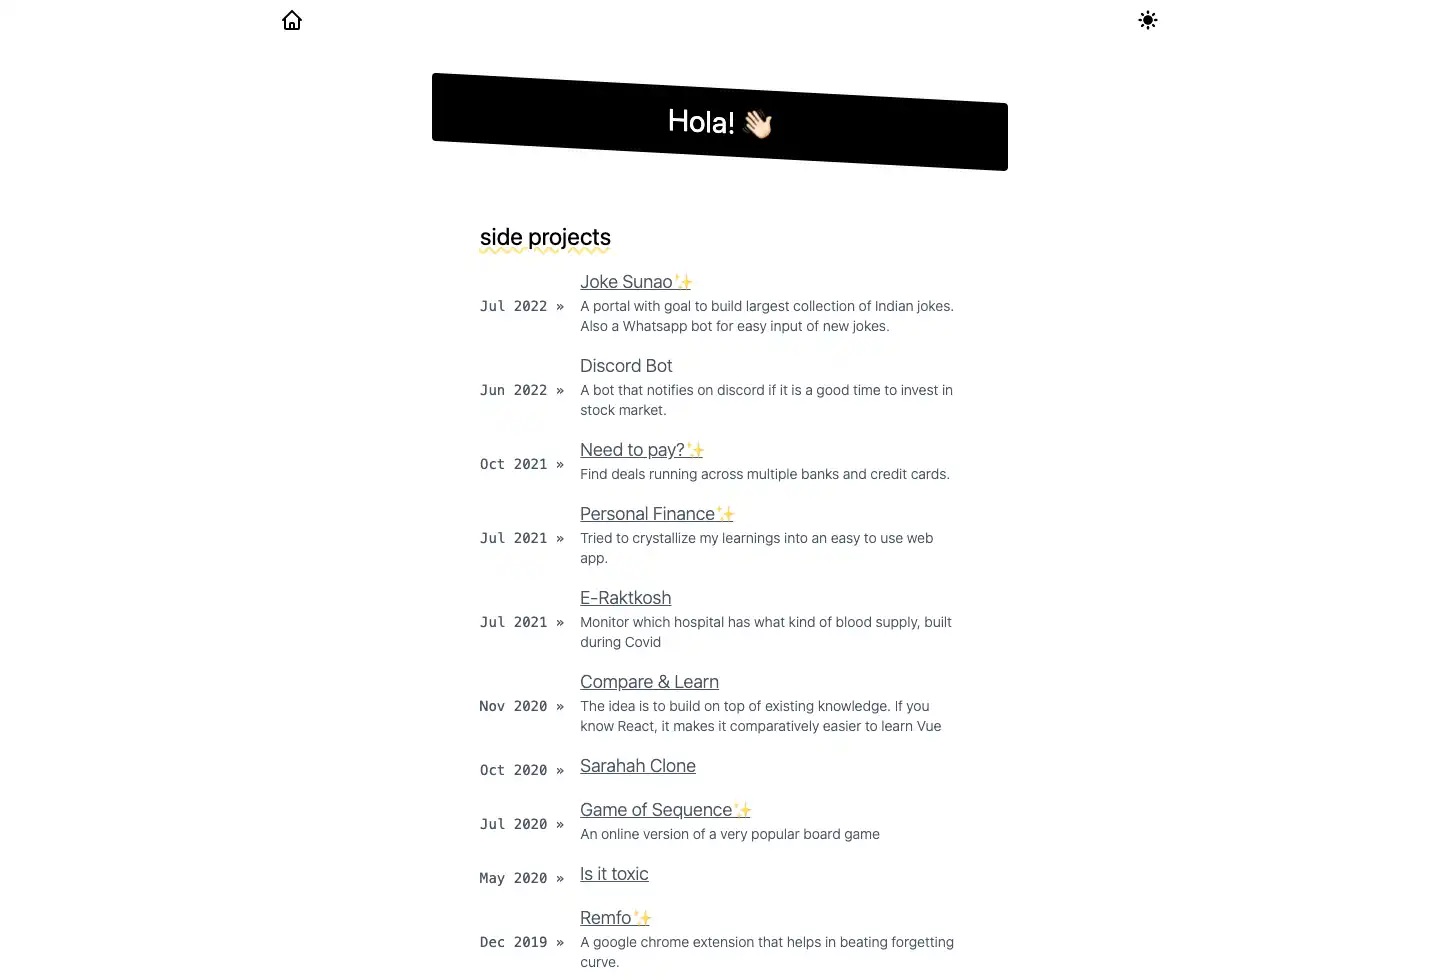 Hola! 👋🏻
side projects
Joke Sunao✨
Jul 2022 » A portal with goal to build largest collection of Indian jokes.
Also a Whatsapp bot for easy input of new jokes.
Discord Bot
Jun 2022 » A bot that notifies on discord if it is a good time to invest in
stock market.
Need to pay?✨
Oct 2021 »
Find deals running across multiple banks and credit cards.
Personal Finance✨
Jul 2021 » Tried to crystallize my learnings into an easy to use web
app.
E-Raktkosh
Jul 2021 » Monitor which hospital has what kind of blood supply, built
during Covid
Compare & Learn
Nov 2020 » The idea is to build on top of existing knowledge. If you
know React, it makes it comparatively easier to learn Vue
Oct 2020 » Sarahah Clone
Game of Sequence✨
Jul 2020 »
An online version of a very popular board game
May 2020 » Is it toxic
Remfo✨
Dec 2019 » A google chrome extension that helps in beating forgetting
curve.